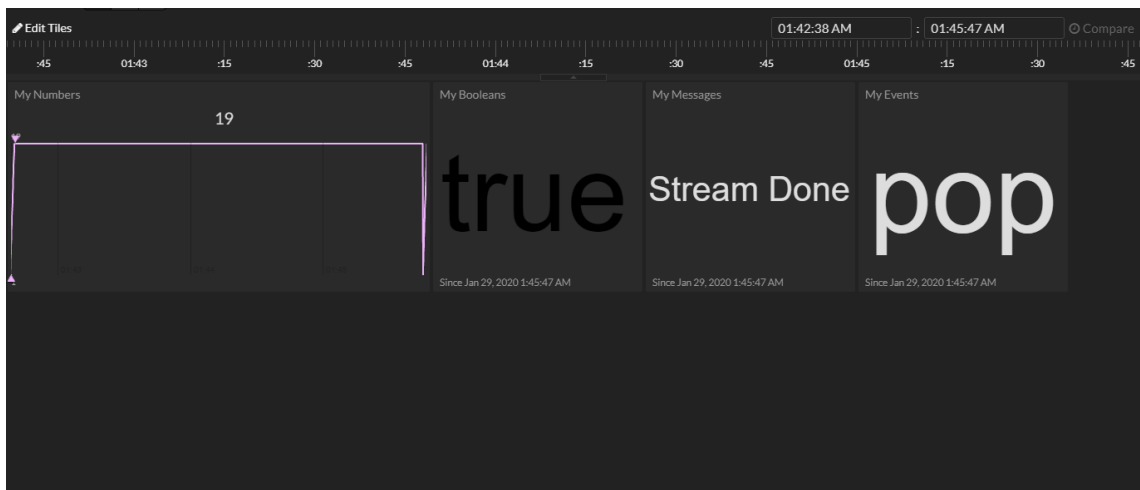 Edit Tiles
01:42:38 AM : 01:45:47 AM Compare
:45 01:43 :15 :30 :45 01:44 :15 :30 :45 01:45 :15 :30 :45
My Numbers
19
My Booleans
true
Since Jan 29, 2020 1:45:47 AM
My Messages
Stream Done
Since Jan 29, 2020 1:45:47 AM
My Events
pop
Since Jan 29, 2020 1:45:47 AM